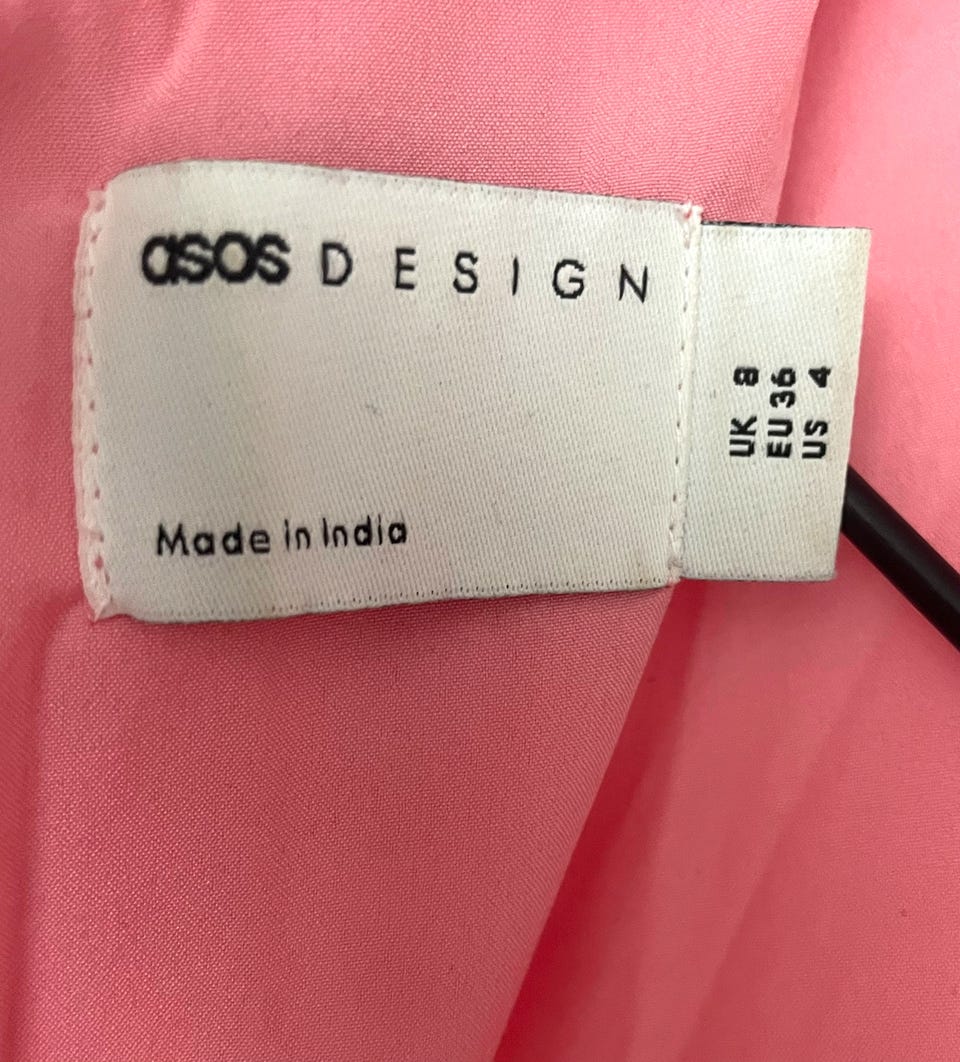 asos DESIGN
Made in India
UK 8
EU 36
US 4